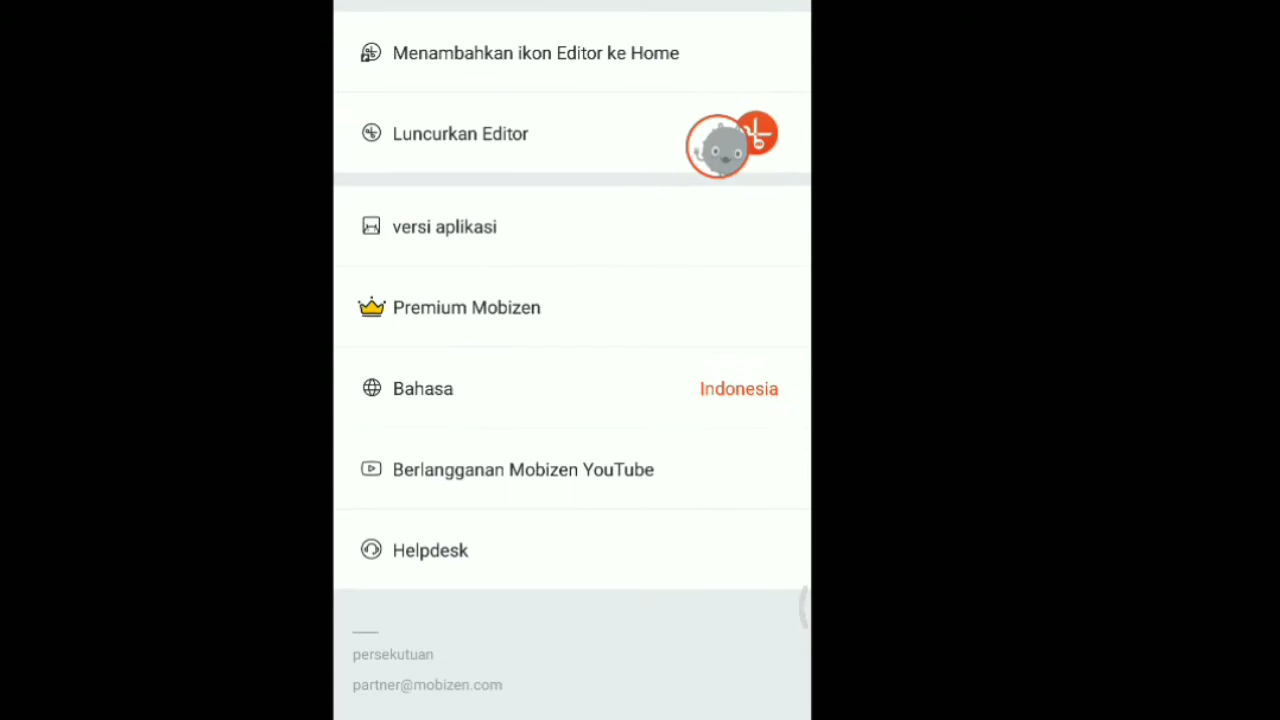 Menambahkan ikon Editor ke Home
Luncurkan Editor
versi aplikasi
Premium Mobizen
Bahasa
Indonesia
Berlangganan Mobizen YouTube
Helpdesk
persekutuan
partner@mobizen.com